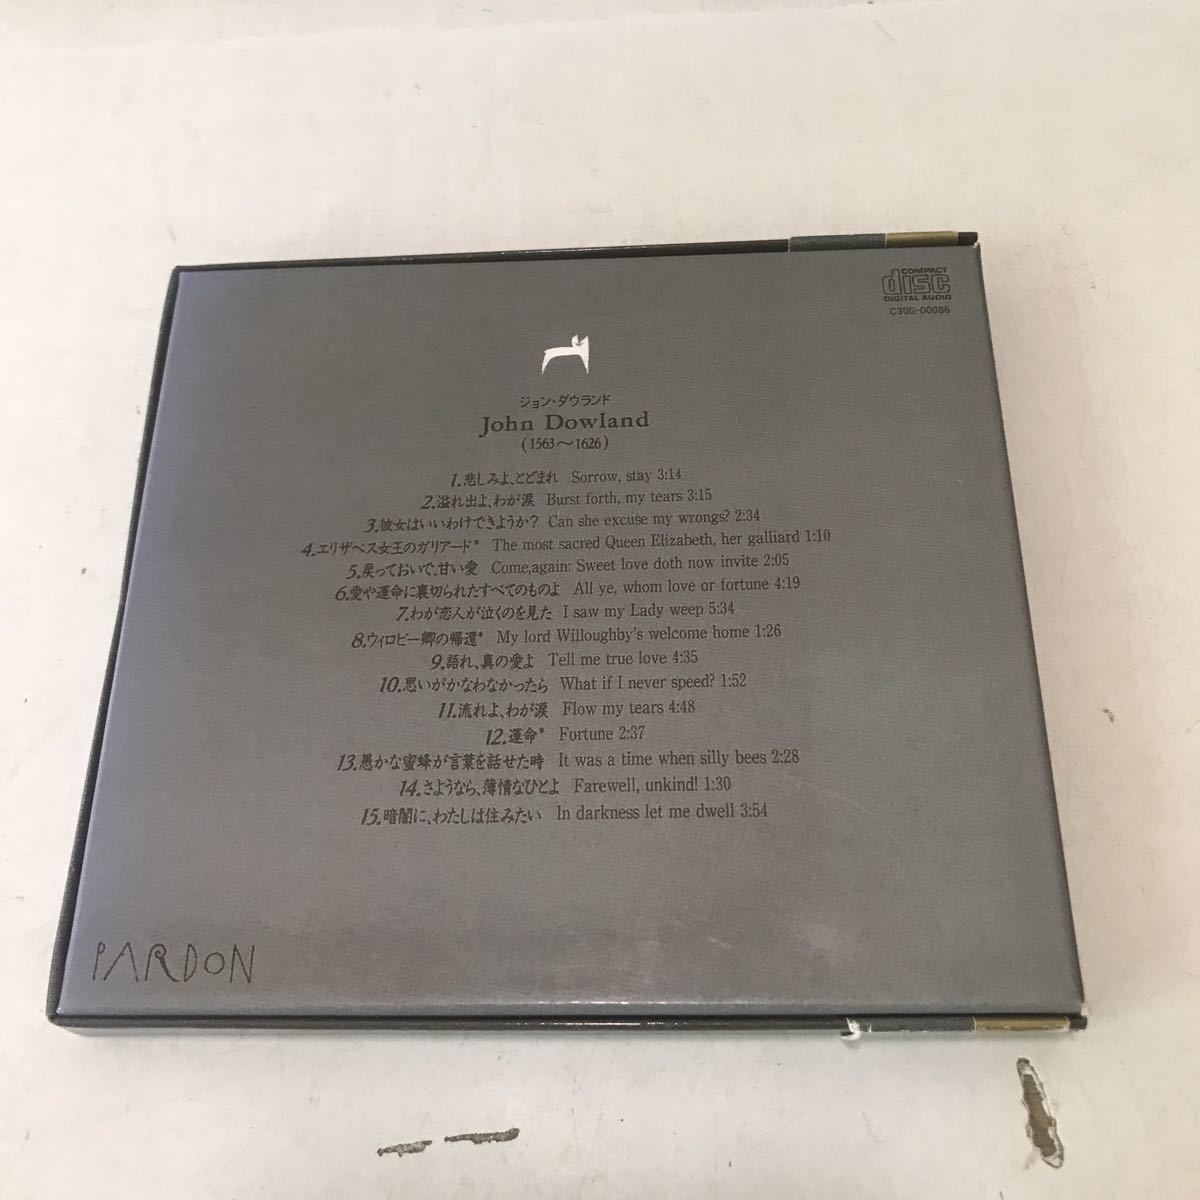 COMPACT
disc
DIGITAL AUDIO
C30G-00086
ジョン・ダウランド
John Dowland
(1563〜1626)
1.悲しみよ、とどまれ Sorrow, stay 3:14
2.溢れ出よ、わが涙 Burst forth, my tears 3:15
3.彼女はいいわけできようか? Can she excuse my wrongs? 2:34
4.エリザベス女王のガリアード* The most sacred Queen Elizabeth, her galliard 1:10
5.戻っておいで、甘い愛 Come,again: Sweet love doth now invite 2:05
6.愛や運命に裏切られたすべてのものよ All ye, whom love or fortune 4:19
7.わが恋人が泣くのを見た I saw my Lady weep 5:34
8.ウィロビー卿の帰還* My lord Willoughby's welcome home 1:26
9.語れ、真の愛よ Tell me true love 4:35
10.思いがかなわなかったら What if I never speed? 1:52
11.流れよ、わが涙 Flow my tears 4:48
12.運命* Fortune 2:37
13.愚かな蜜蜂が言葉を話せた時 It was a time when silly bees 2:28
14.さようなら、薄情なひとよ Farewell, unkind! 1:30
15.暗闇に、わたしは住みたい In darkness let me dwell 3:54
PARDON